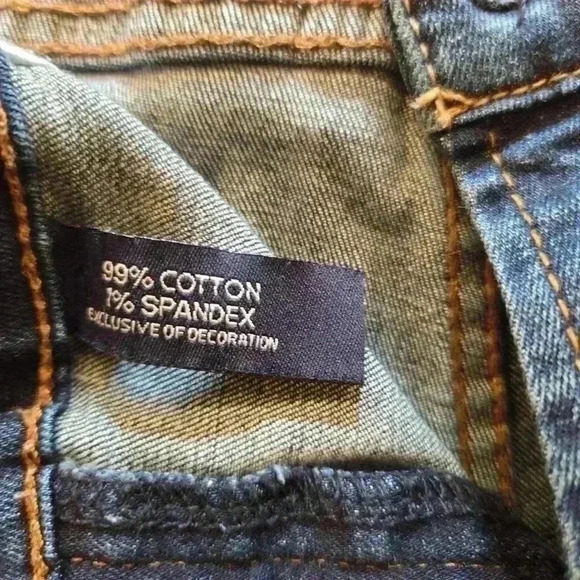 99% COTTON
1% SPANDEX
EXCLUSIVE OF DECORATION